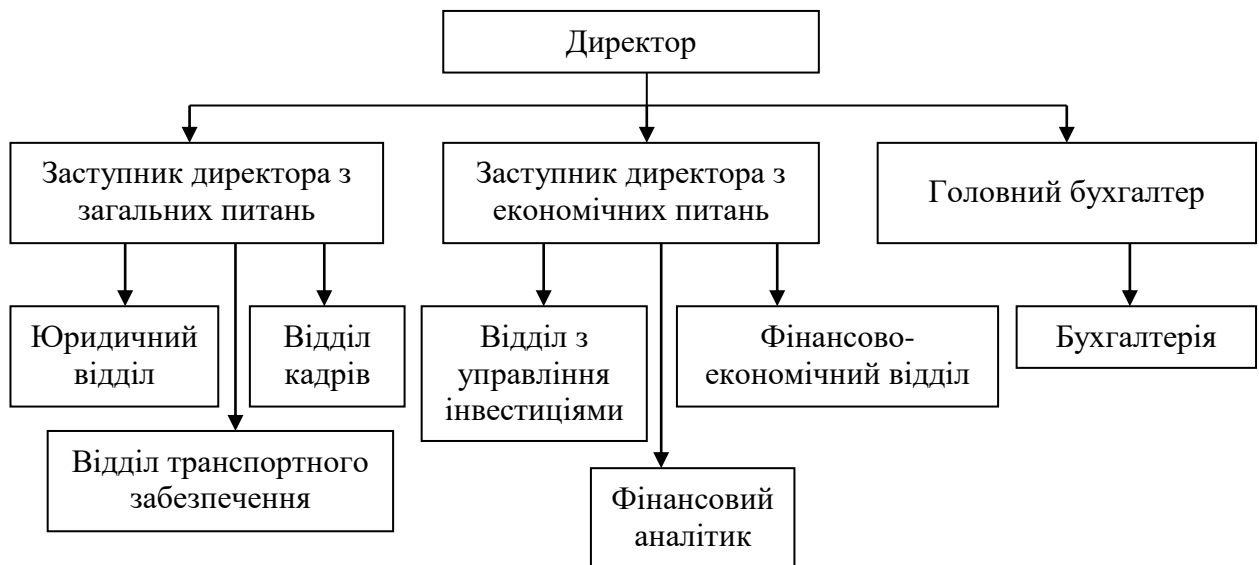 Директор
Заступник директора з
загальних питань
Заступник директора з
економічних питань
Головний бухгалтер
Юридичний
відділ
Відділ
кадрів
Відділ з
управління
інвестиціями
Фінансово-
економічний відділ
Бухгалтерія
Відділ транспортного
забезпечення
Фінансовий
аналітик